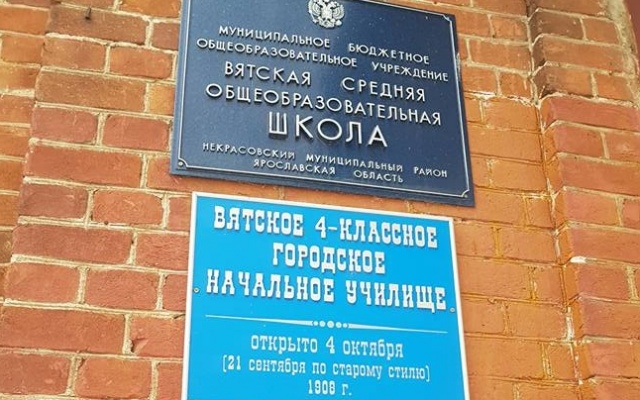 МУНИЦИПАЛЬНОЕ БЮДЖЕТНОЕ
ОБЩЕОБРАЗОВАТЕЛЬНОЕ УЧРЕЖДЕНИЕ
ВЯТСКАЯ СРЕДНЯЯ
ОБЩЕОБРАЗОВАТЕЛЬНАЯ
ШКОЛА
НЕКРАСОВСКИЙ МУНИЦИПАЛЬНЫЙ РАЙОН
ЯРОСЛАВСКАЯ ОБЛАСТЬ
ВЯТСКОЕ 4-КЛАССНОЕ
ГОРОДСКОЕ
НАЧАЛЬНОЕ УЧИЛИЩЕ
ОТКРЫТО 4 ОКТЯБРЯ
(21 СЕНТЯБРЯ ПО СТАРОМУ СТИЛЮ)
1908 Г.